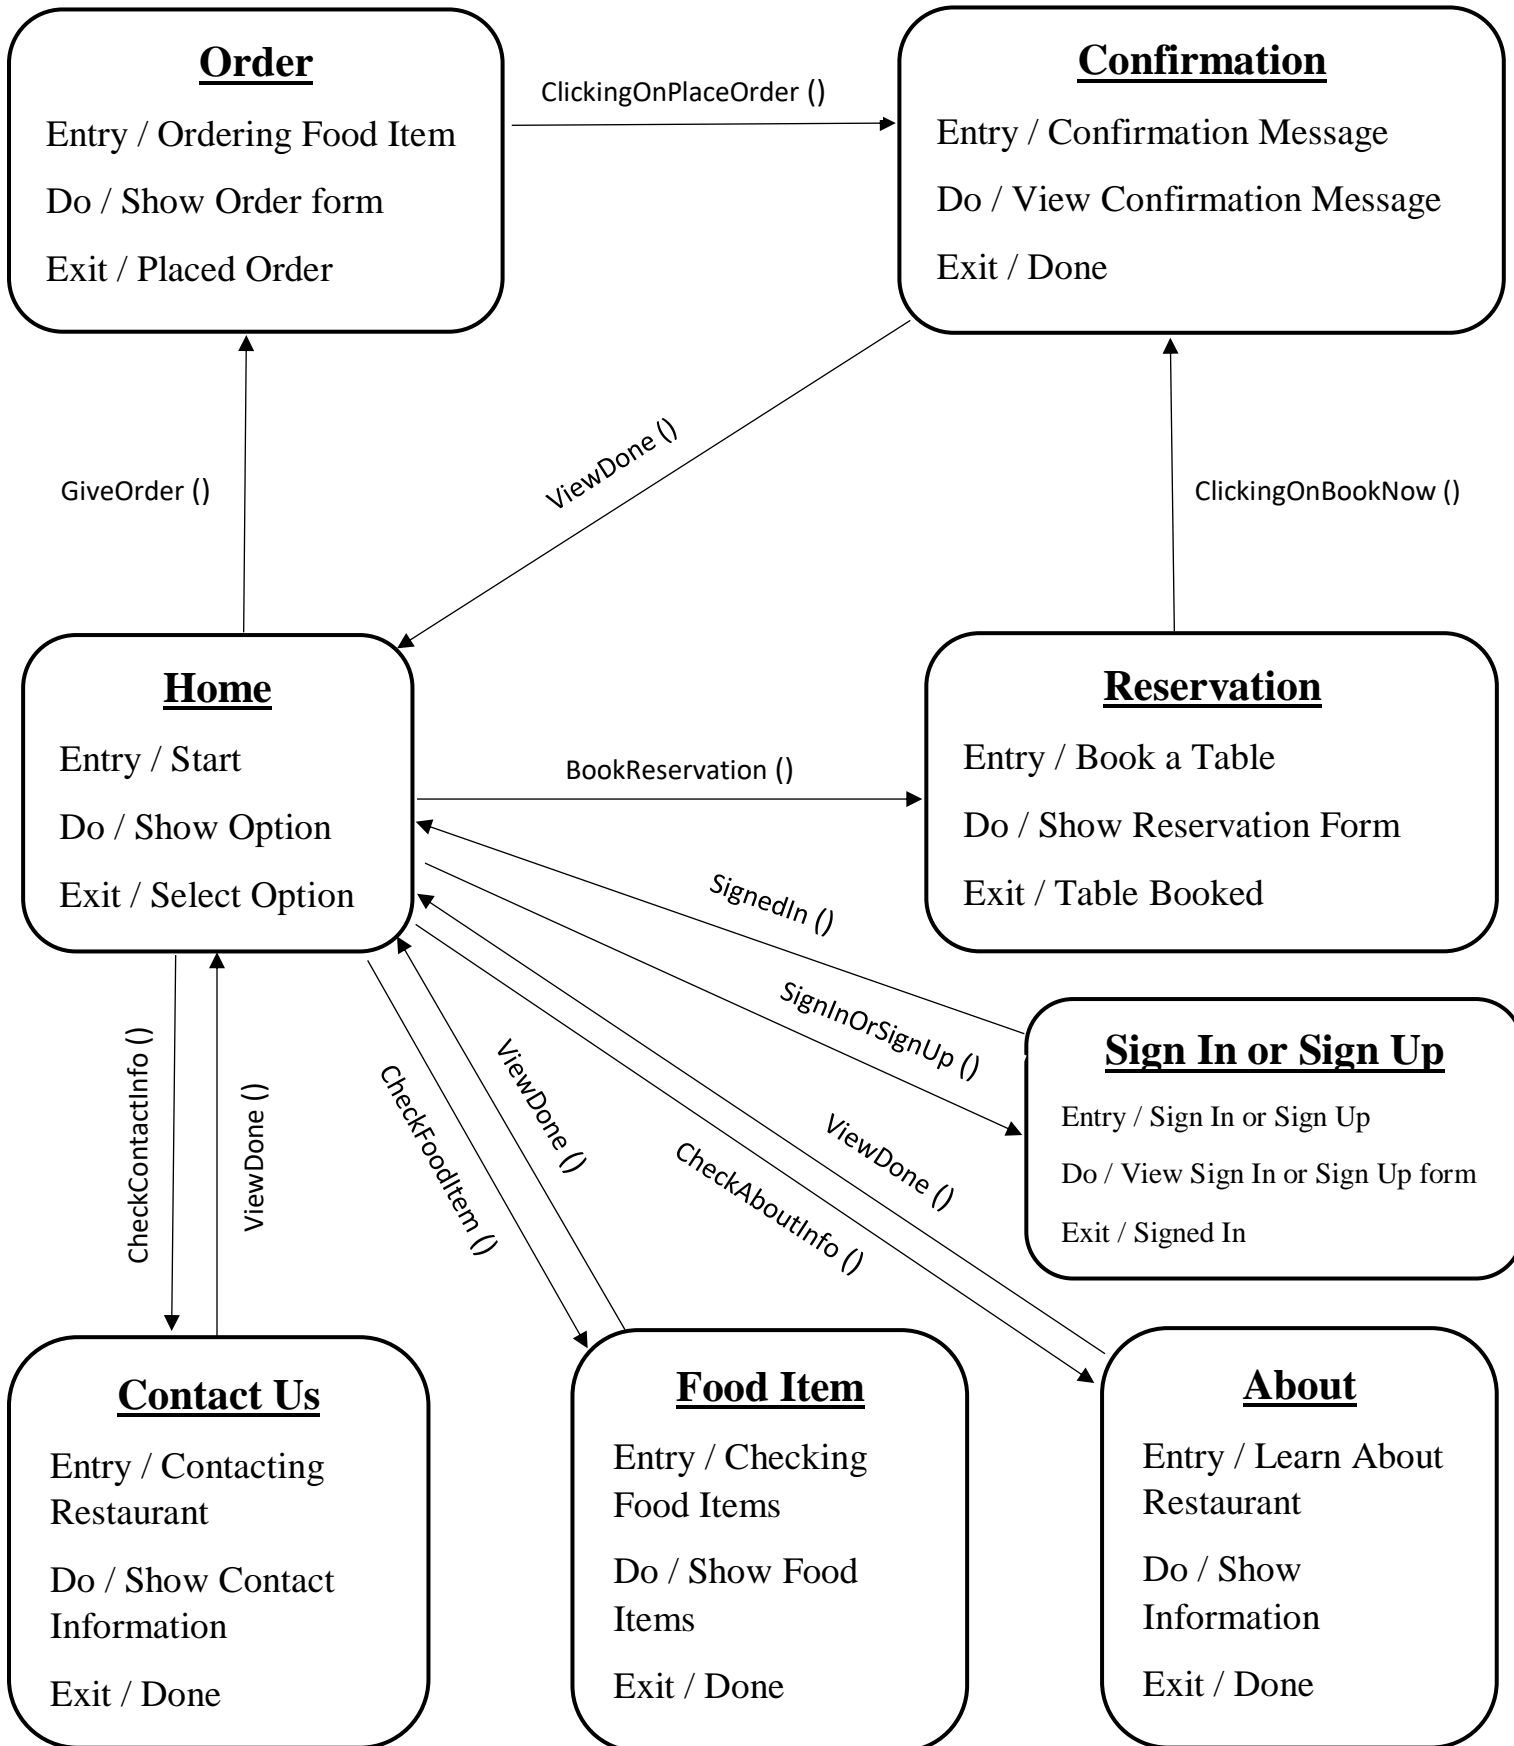 Order
Entry / Ordering Food Item
Do / Show Order form
Exit / Placed Order
ClickingOnPlaceOrder ()
Confirmation
Entry / Confirmation Message
Do / View Confirmation Message
Exit / Done
GiveOrder ()
ViewDone ()
ClickingOnBookNow ()
Home
Entry / Start
Do / Show Option
Exit / Select Option
BookReservation ()
Reservation
Entry / Book a Table
Do / Show Reservation Form
Exit / Table Booked
SignedIn ()
SignInOrSignUp ()
Sign In or Sign Up
Entry / Sign In or Sign Up
Do / View Sign In or Sign Up form
Exit / Signed In
CheckContactInfo ()
ViewDone ()
CheckFoodItem ()
ViewDone ()
CheckAboutInfo ()
ViewDone ()
Contact Us
Entry / Contacting
Restaurant
Do / Show Contact
Information
Exit / Done
Food Item
Entry / Checking
Food Items
Do / Show Food
Items
Exit / Done
About
Entry / Learn About
Restaurant
Do / Show
Information
Exit / Done